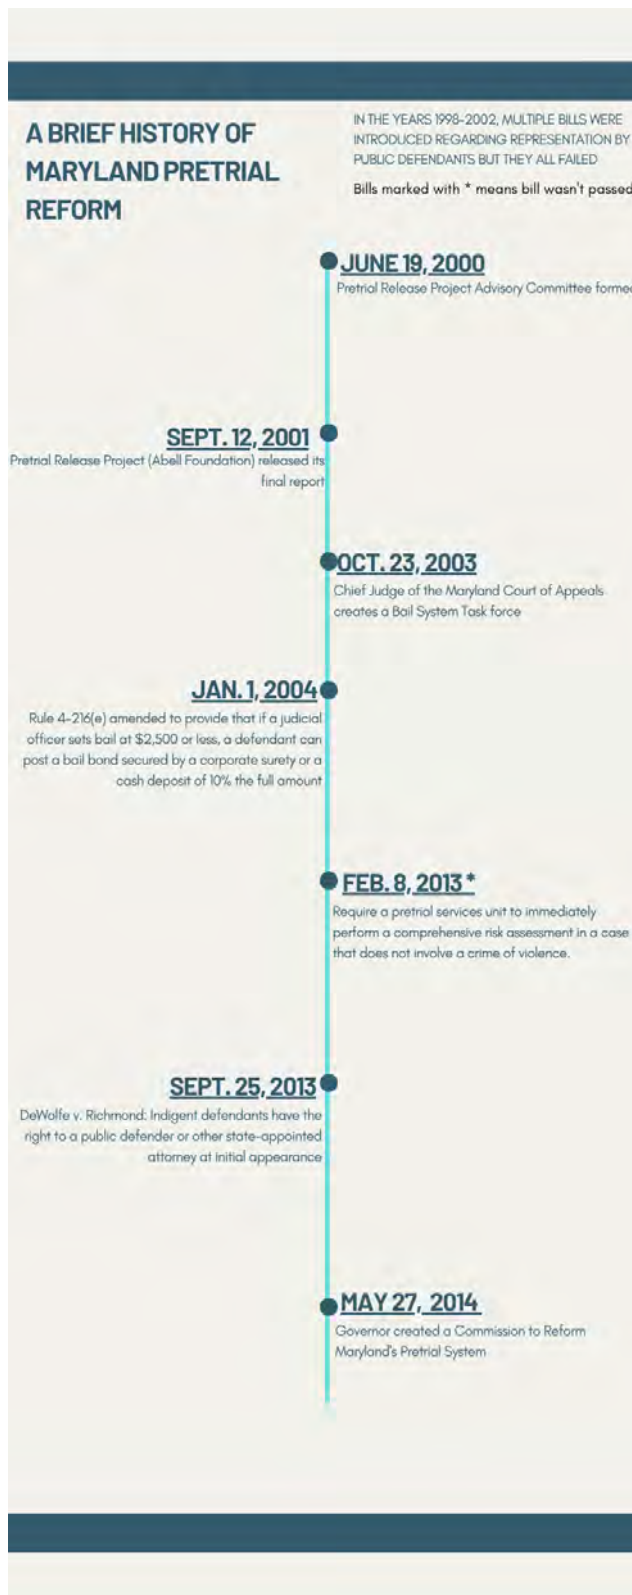 A BRIEF HISTORY OF
MARYLAND PRETRIAL
REFORM
IN THE YEARS 1998-2002, MULTIPLE BILLS WERE
INTRODUCED REGARDING REPRESENTATION BY
PUBLIC DEFENDANTS BUT THEY ALL FAILED
Bills marked with * means bill wasn't passed
JUNE 19, 2000
Pretrial Release Project Advisory Committee formed
SEPT. 12, 2001
Pretrial Release Project (Abell Foundation) released its
final report
OCT. 23, 2003
Chief Judge of the Maryland Court of Appeals
creates a Bail System Task force
JAN. 1, 2004
Rule 4-216(e) amended to provide that if a judicial
officer sets bail at $2,500 or less, a defendant can
post a bail bond secured by a corporate surety or a
cash deposit of 10% the full amount
FEB. 8, 2013 *
Require a pretrial services unit to immediately
perform a comprehensive risk assessment in a case
that does not involve a crime of violence.
SEPT. 25, 2013
DeWolfe v. Richmond: Indigent defendants have the
right to a public defender or other state-appointed
attorney at initial appearance
MAY 27, 2014
Governor created a Commission to Reform
Maryland's Pretrial System